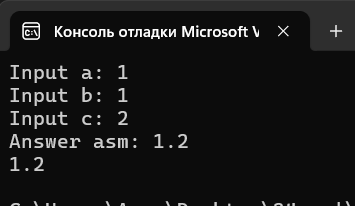 Консоль отладки Microsoft V
Input a: 1
Input b: 1
Input c: 2
Answer asm: 1.2
1.2